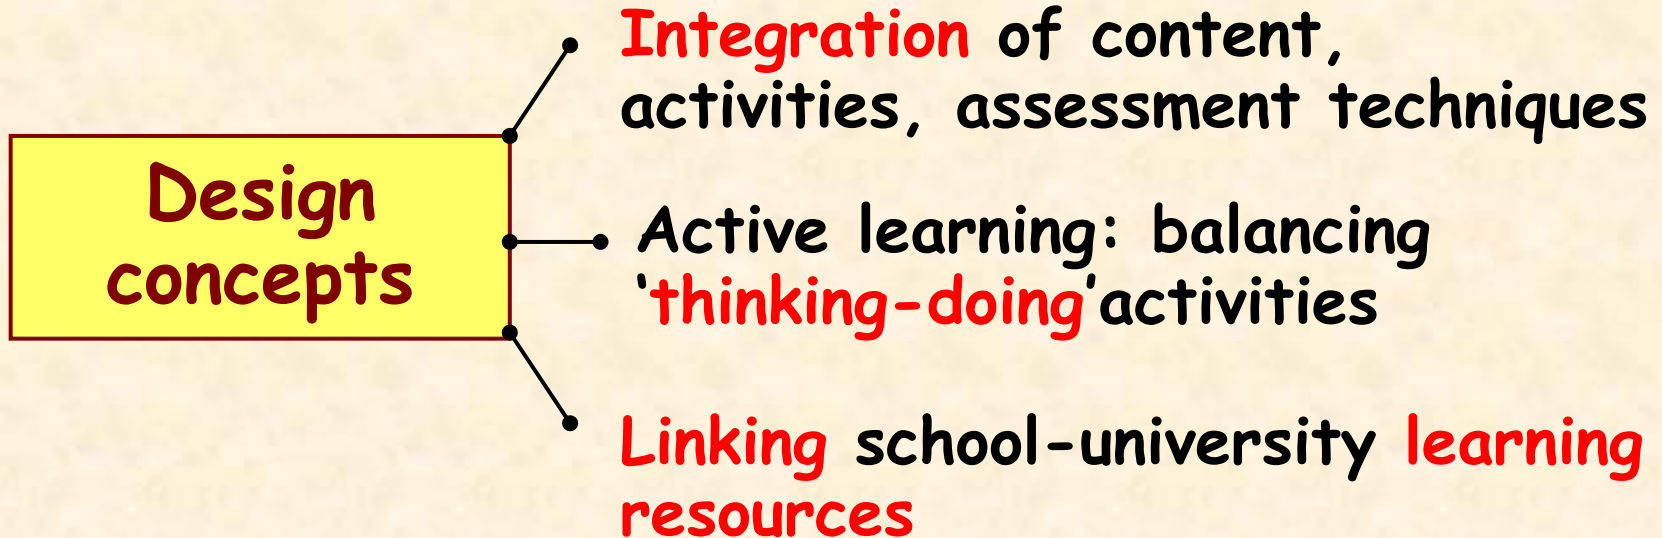 Design
concepts
Integration of content,
activities, assessment techniques
Active learning: balancing
‘thinking-doing’activities
Linking school-university learning
resources